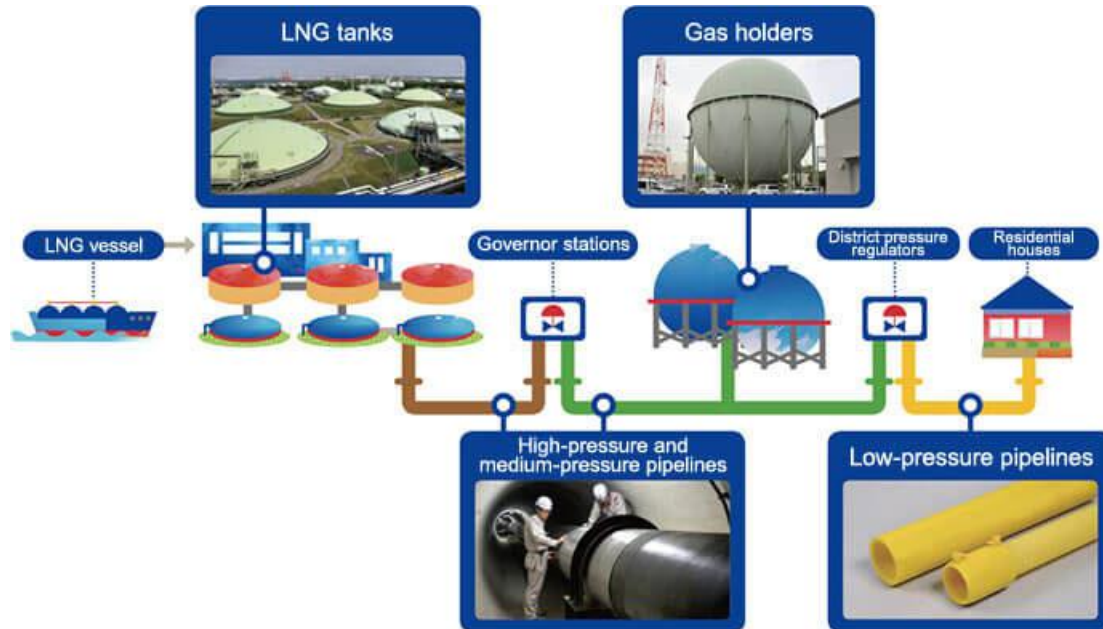 LNG tanks
Gas holders
LNG vessel
Governor stations
District pressure
regulators
Residential
houses
High-pressure and
medium-pressure pipelines
Low-pressure pipelines